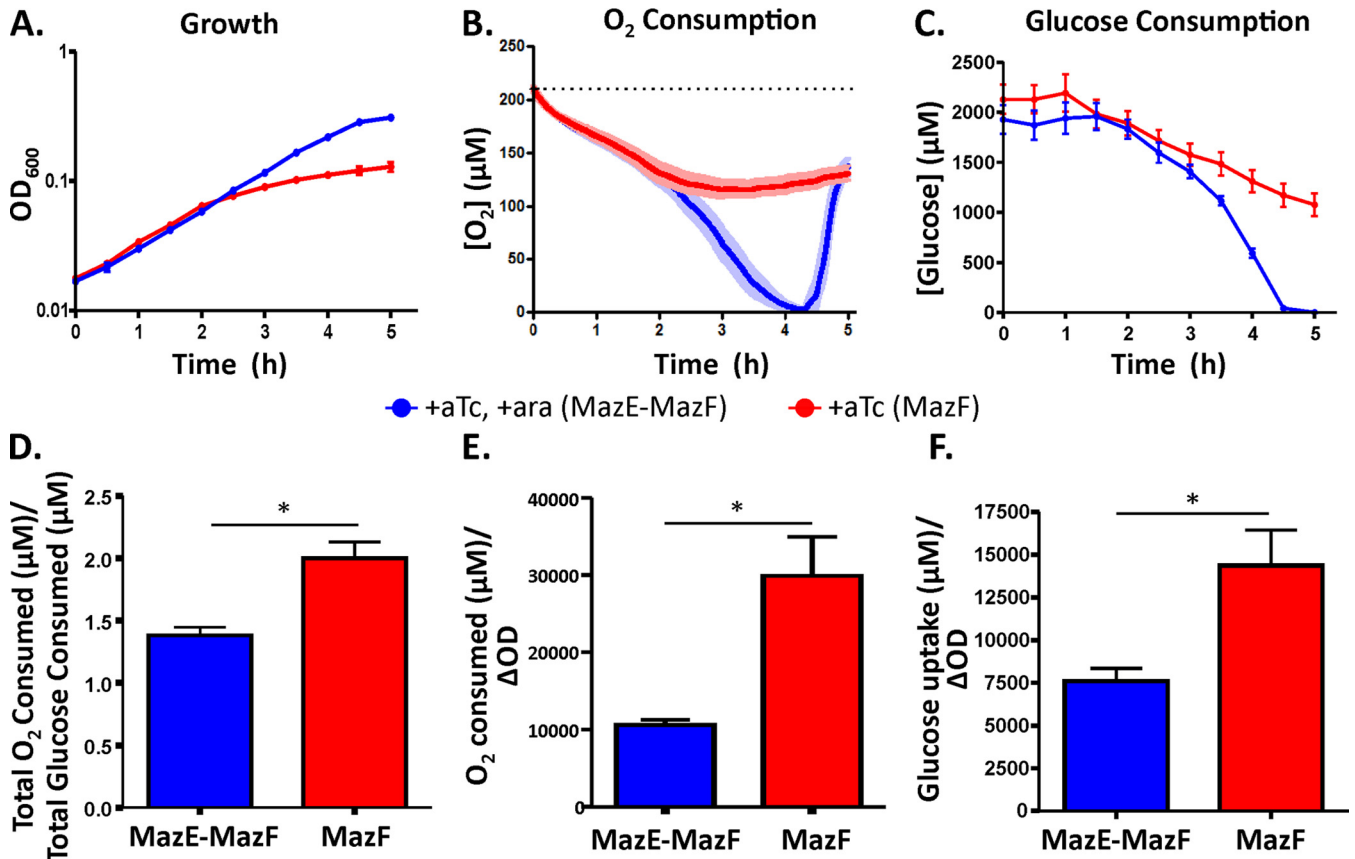 A. Growth
B. O2 Consumption
C. Glucose Consumption
OD600
1
0.1
0.01
0 1 2 3 4 5
Time (h)
[O2] (µM)
250
200
150
100
50
0
0 1 2 3 4 5
Time (h)
[Glucose] (µM)
2500
2000
1500
1000
500
0
0 1 2 3 4 5
Time (h)
+aTc, +ara (MazE-MazF)
+aTc (MazF)
D.
Total O2 Consumed (µM)/
Total Glucose Consumed (µM)
2.5
2.0
1.5
1.0
0.5
0.0
*
MazE-MazF MazF
E.
O2 consumed (µM)/
ΔOD
40000
30000
20000
10000
0
*
MazE-MazF MazF
F.
Glucose uptake (µM)/
ΔOD
17500
15000
12500
10000
7500
5000
2500
0
*
MazE-MazF MazF